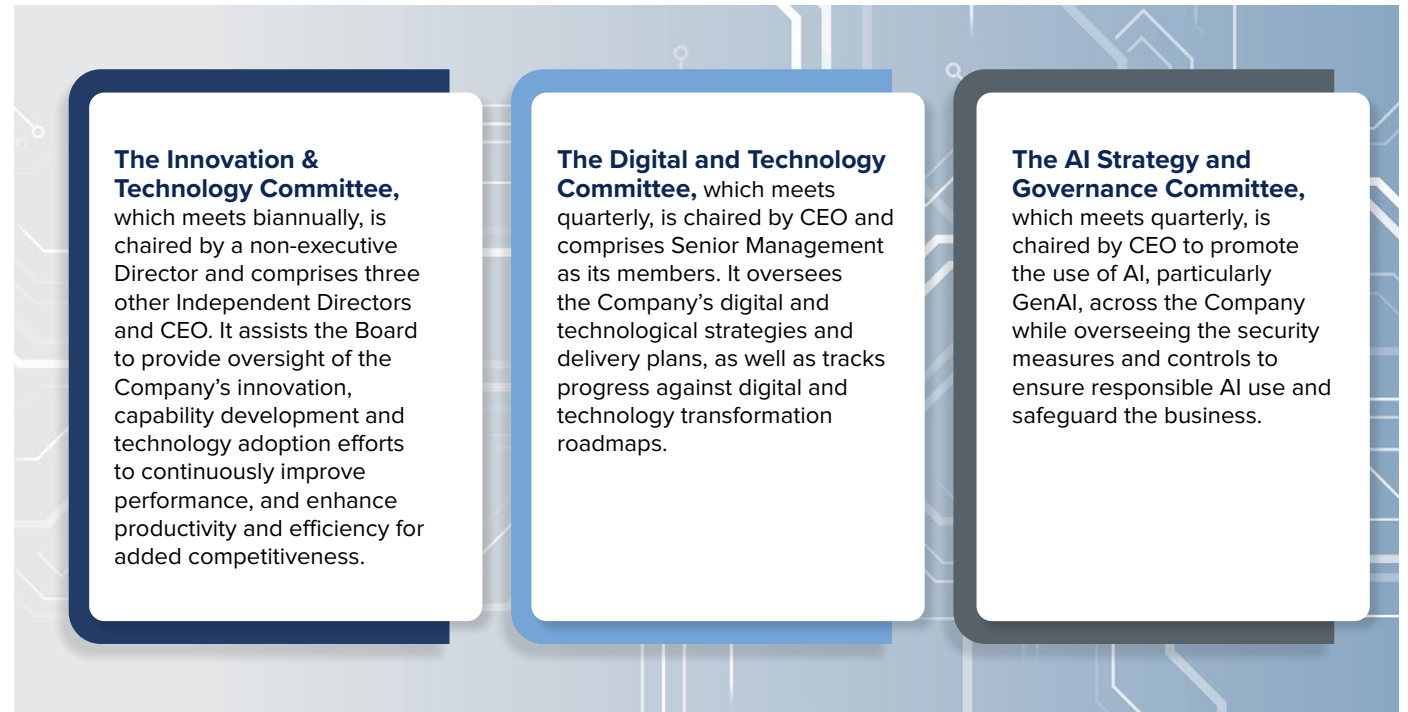 The Innovation &
Technology Committee,
which meets biannually, is
chaired by a non-executive
Director and comprises three
other Independent Directors
and CEO. It assists the Board
to provide oversight of the
Company’s innovation,
capability development and
technology adoption efforts
to continuously improve
performance, and enhance
productivity and efficiency for
added competitiveness.
The Digital and Technology
Committee, which meets
quarterly, is chaired by CEO and
comprises Senior Management
as its members. It oversees
the Company’s digital and
technological strategies and
delivery plans, as well as tracks
progress against digital and
technology transformation
roadmaps.
The AI Strategy and
Governance Committee,
which meets quarterly, is
chaired by CEO to promote
the use of AI, particularly
GenAI, across the Company
while overseeing the security
measures and controls to
ensure responsible AI use and
safeguard the business.